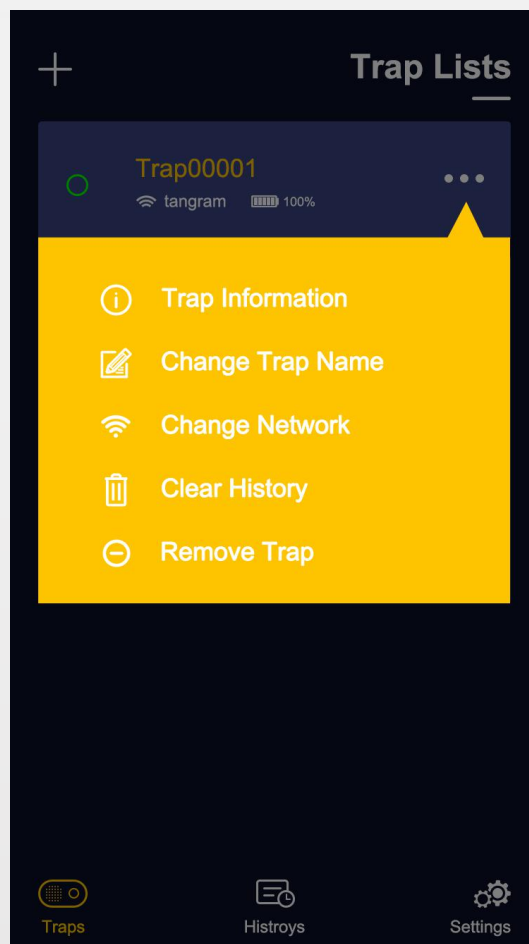 Trap Lists
Trap00001
tangram 100%
Trap Information
Change Trap Name
Change Network
Clear History
Remove Trap
Traps Histroys Settings